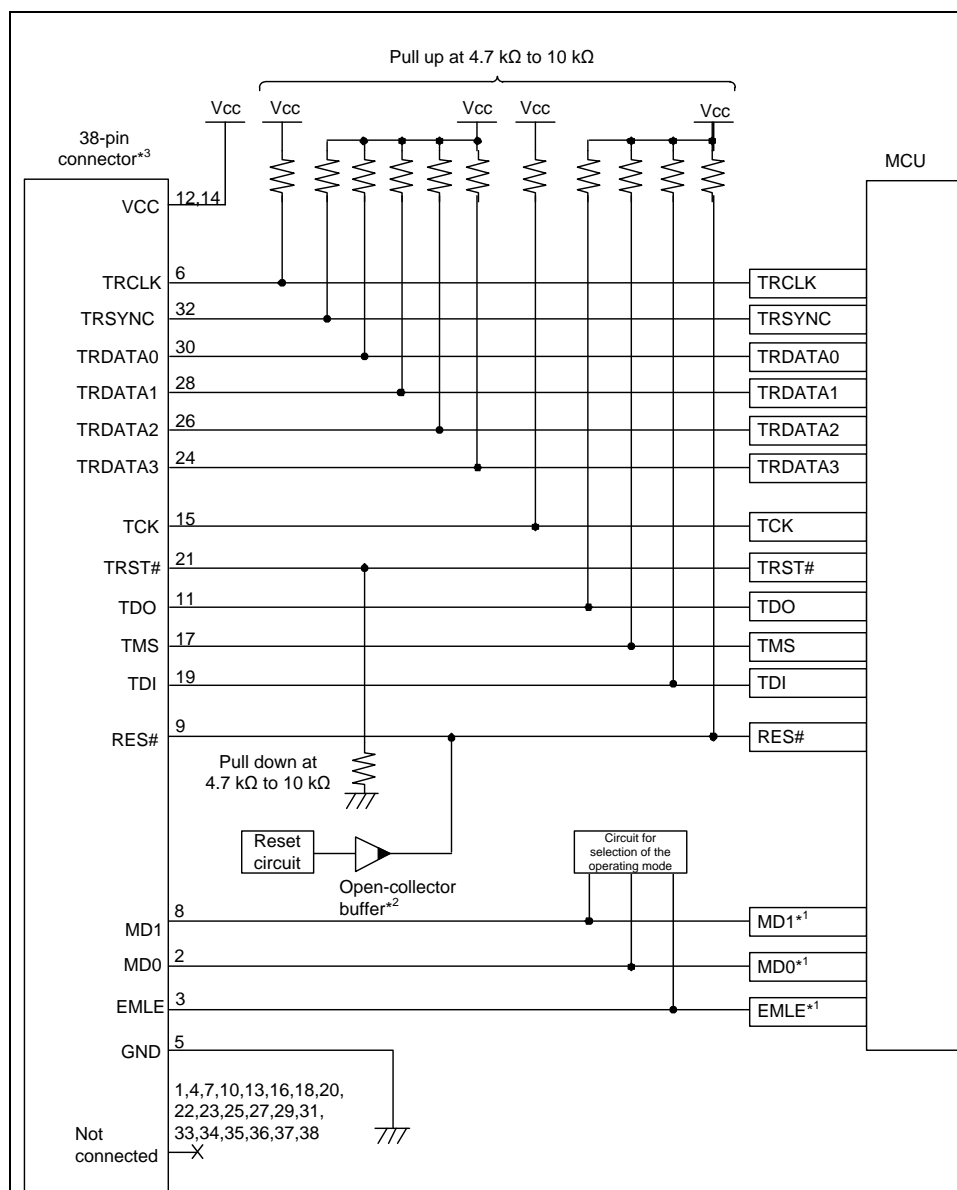 Pull up at 4.7 kΩ to 10 kΩ
Vcc Vcc Vcc Vcc Vcc
38-pin
connector*3
MCU
VCC 12,14
TRCLK 6 TRCLK
TRSYNC 32 TRSYNC
TRDATA0 30 TRDATA0
TRDATA1 28 TRDATA1
TRDATA2 26 TRDATA2
TRDATA3 24 TRDATA3
TCK 15 TCK
TRST# 21 TRST#
TDO 11 TDO
TMS 17 TMS
TDI 19 TDI
RES# 9 RES#
Pull down at
4.7 kΩ to 10 kΩ
Reset
circuit
Open-collector
buffer*2
Circuit for
selection of the
operating mode
MD1 8 MD1*1
MD0 2 MD0*1
EMLE 3 EMLE*1
GND 5
1,4,7,10,13,16,18,20,
22,23,25,27,29,31,
33,34,35,36,37,38
Not
connected